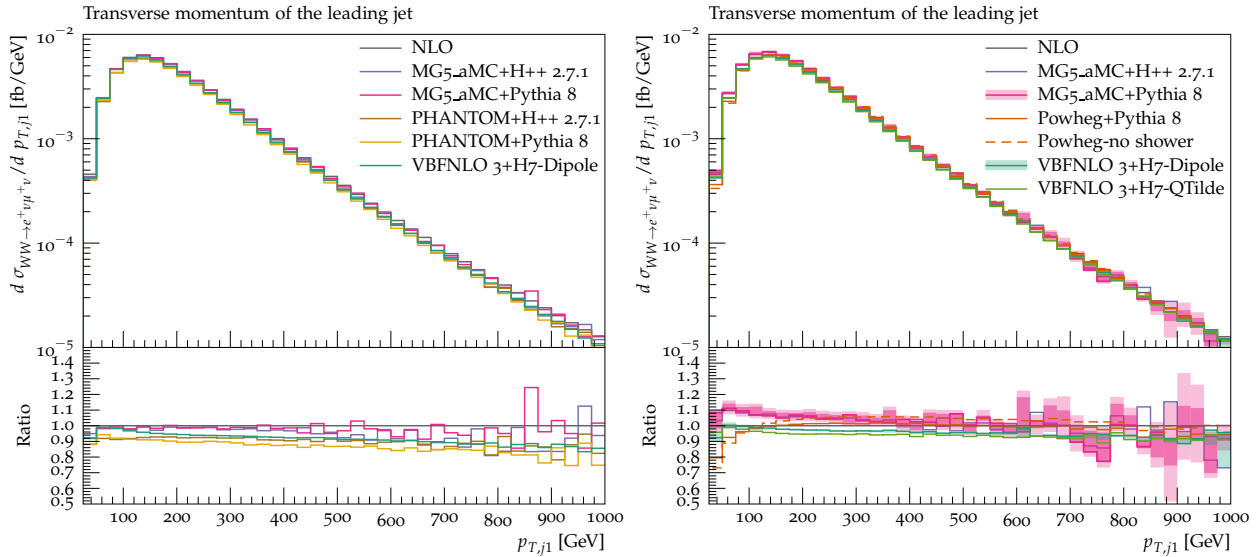 Transverse momentum of the leading jet
NLO
MG5_aMC+H++ 2.7.1
MG5_aMC+Pythia 8
PHANTOM+H++ 2.7.1
PHANTOM+Pythia 8
VBFNLO 3+H7-Dipole
d σ_{WW→e⁺νμ⁺ν}/d p_{T,j1} [fb/GeV]
10⁻²
10⁻³
10⁻⁴
10⁻⁵
Ratio
1.4
1.3
1.2
1.1
1.0
0.9
0.8
0.7
0.6
0.5
100 200 300 400 500 600 700 800 900 1000
p_{T,j1} [GeV]
Transverse momentum of the leading jet
NLO
MG5_aMC+H++ 2.7.1
MG5_aMC+Pythia 8
Powheg+Pythia 8
Powheg-no shower
VBFNLO 3+H7-Dipole
VBFNLO 3+H7-QTilde
d σ_{WW→e⁺νμ⁺ν}/d p_{T,j1} [fb/GeV]
10⁻²
10⁻³
10⁻⁴
10⁻⁵
Ratio
1.4
1.3
1.2
1.1
1.0
0.9
0.8
0.7
0.6
0.5
100 200 300 400 500 600 700 800 900 1000
p_{T,j1} [GeV]